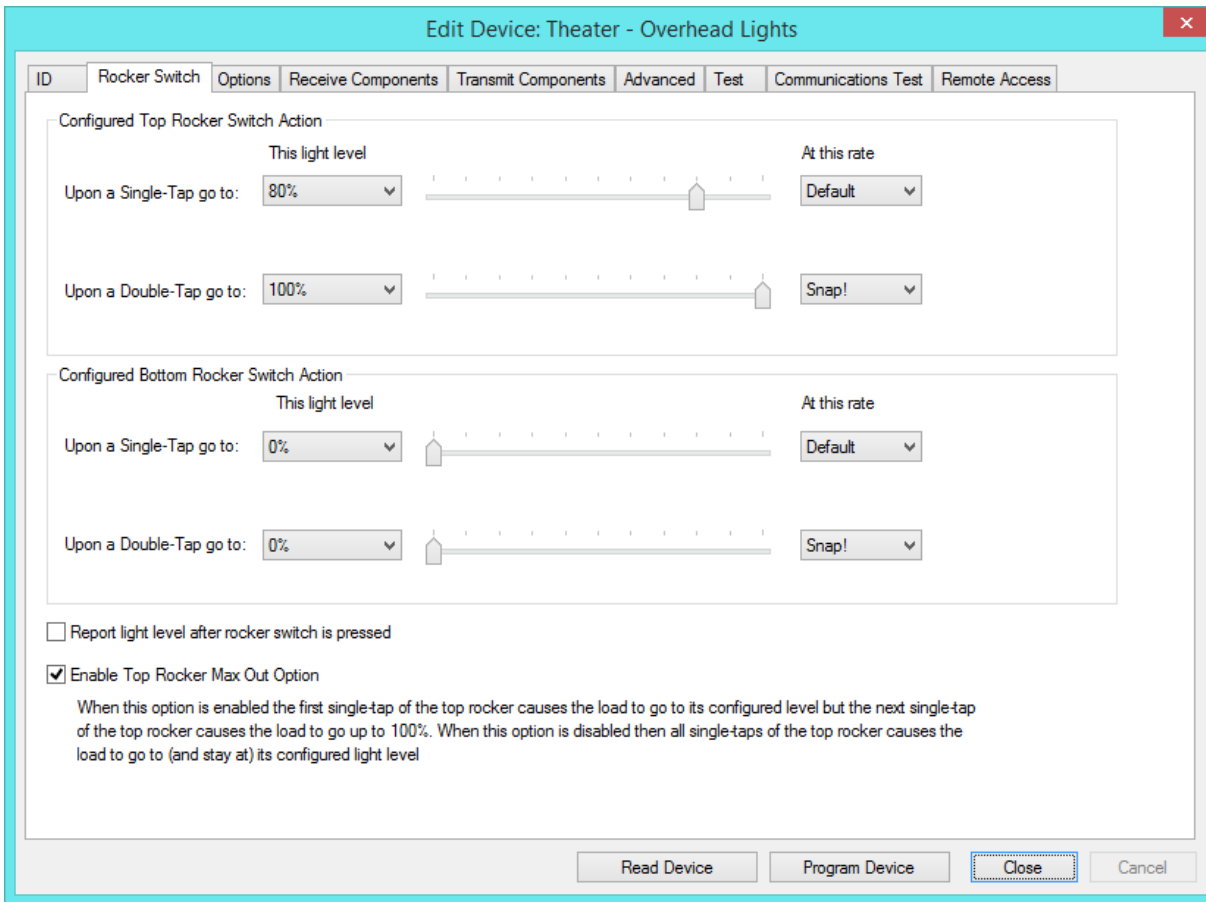 Edit Device: Theater - Overhead Lights
ID Rocker Switch Options Receive Components Transmit Components Advanced Test Communications Test Remote Access
Configured Top Rocker Switch Action
This light level At this rate
Upon a Single-Tap go to: 80% Default
Upon a Double-Tap go to: 100% Snap!
Configured Bottom Rocker Switch Action
This light level At this rate
Upon a Single-Tap go to: 0% Default
Upon a Double-Tap go to: 0% Snap!
Report light level after rocker switch is pressed
Enable Top Rocker Max Out Option
When this option is enabled the first single-tap of the top rocker causes the load to go to its configured level but the next single-tap
of the top rocker causes the load to go up to 100%. When this option is disabled then all single-taps of the top rocker causes the
load to go to (and stay at) its configured light level
Read Device Program Device Close Cancel